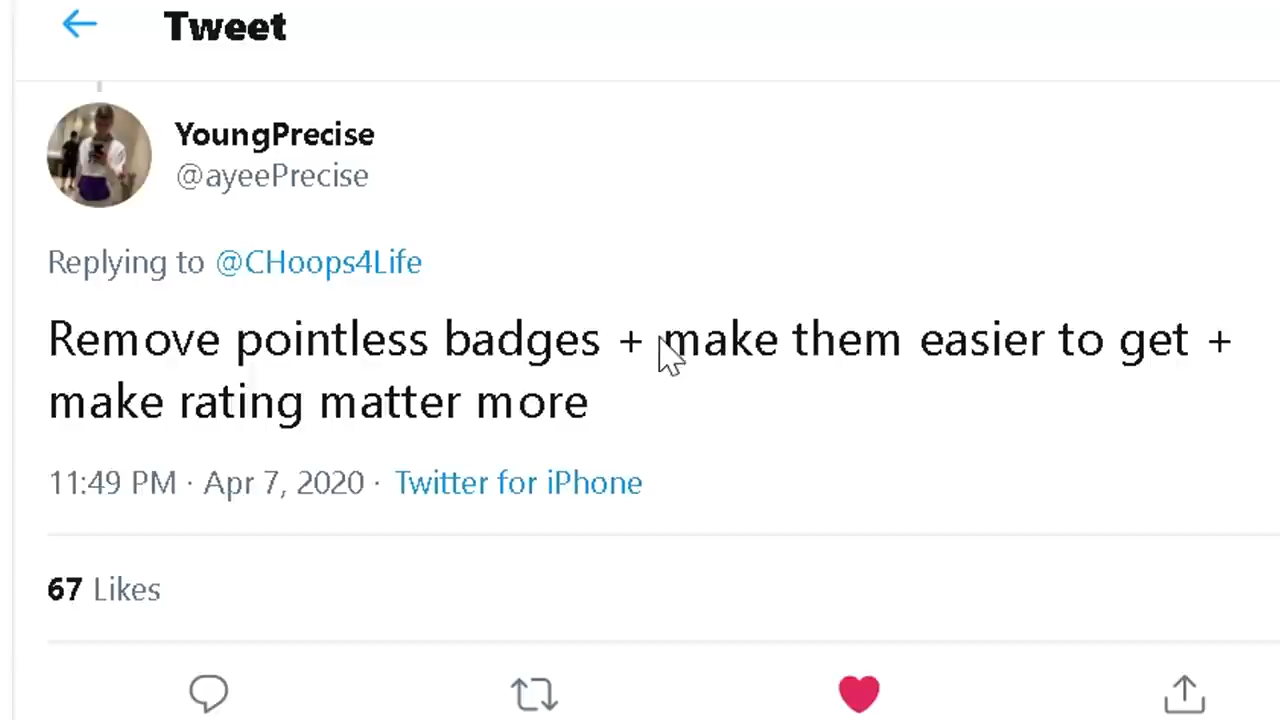 Tweet
YoungPrecise
@ayeePrecise
Replying to @CHoops4Life
Remove pointless badges + make them easier to get +
make rating matter more
11:49 PM · Apr 7, 2020 · Twitter for iPhone
67 Likes